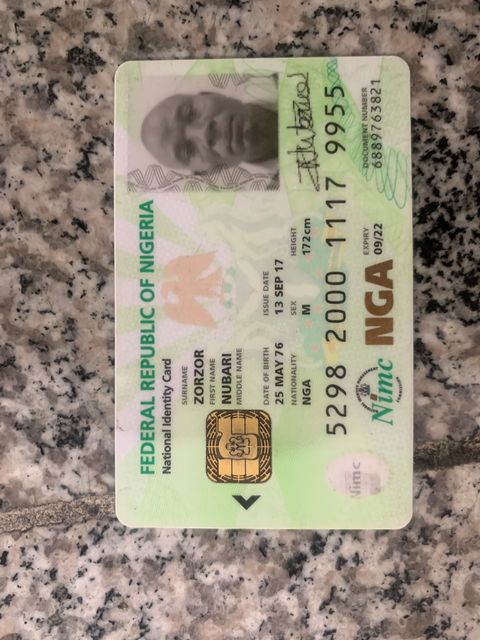 FEDERAL REPUBLIC OF NIGERIA
National Identity Card
SURNAME
ZORZOR
FIRST NAME
NUBARI
MIDDLE NAME
DATE OF BIRTH ISSUE DATE
25 MAY 76 13 SEP 17
NATIONALITY SEX HEIGHT
NGA M 172cm
5298 2000 1117 9955
Nimc
Nimc NGA EXPIRY 09/22
DOCUMENT NUMBER
6889763821